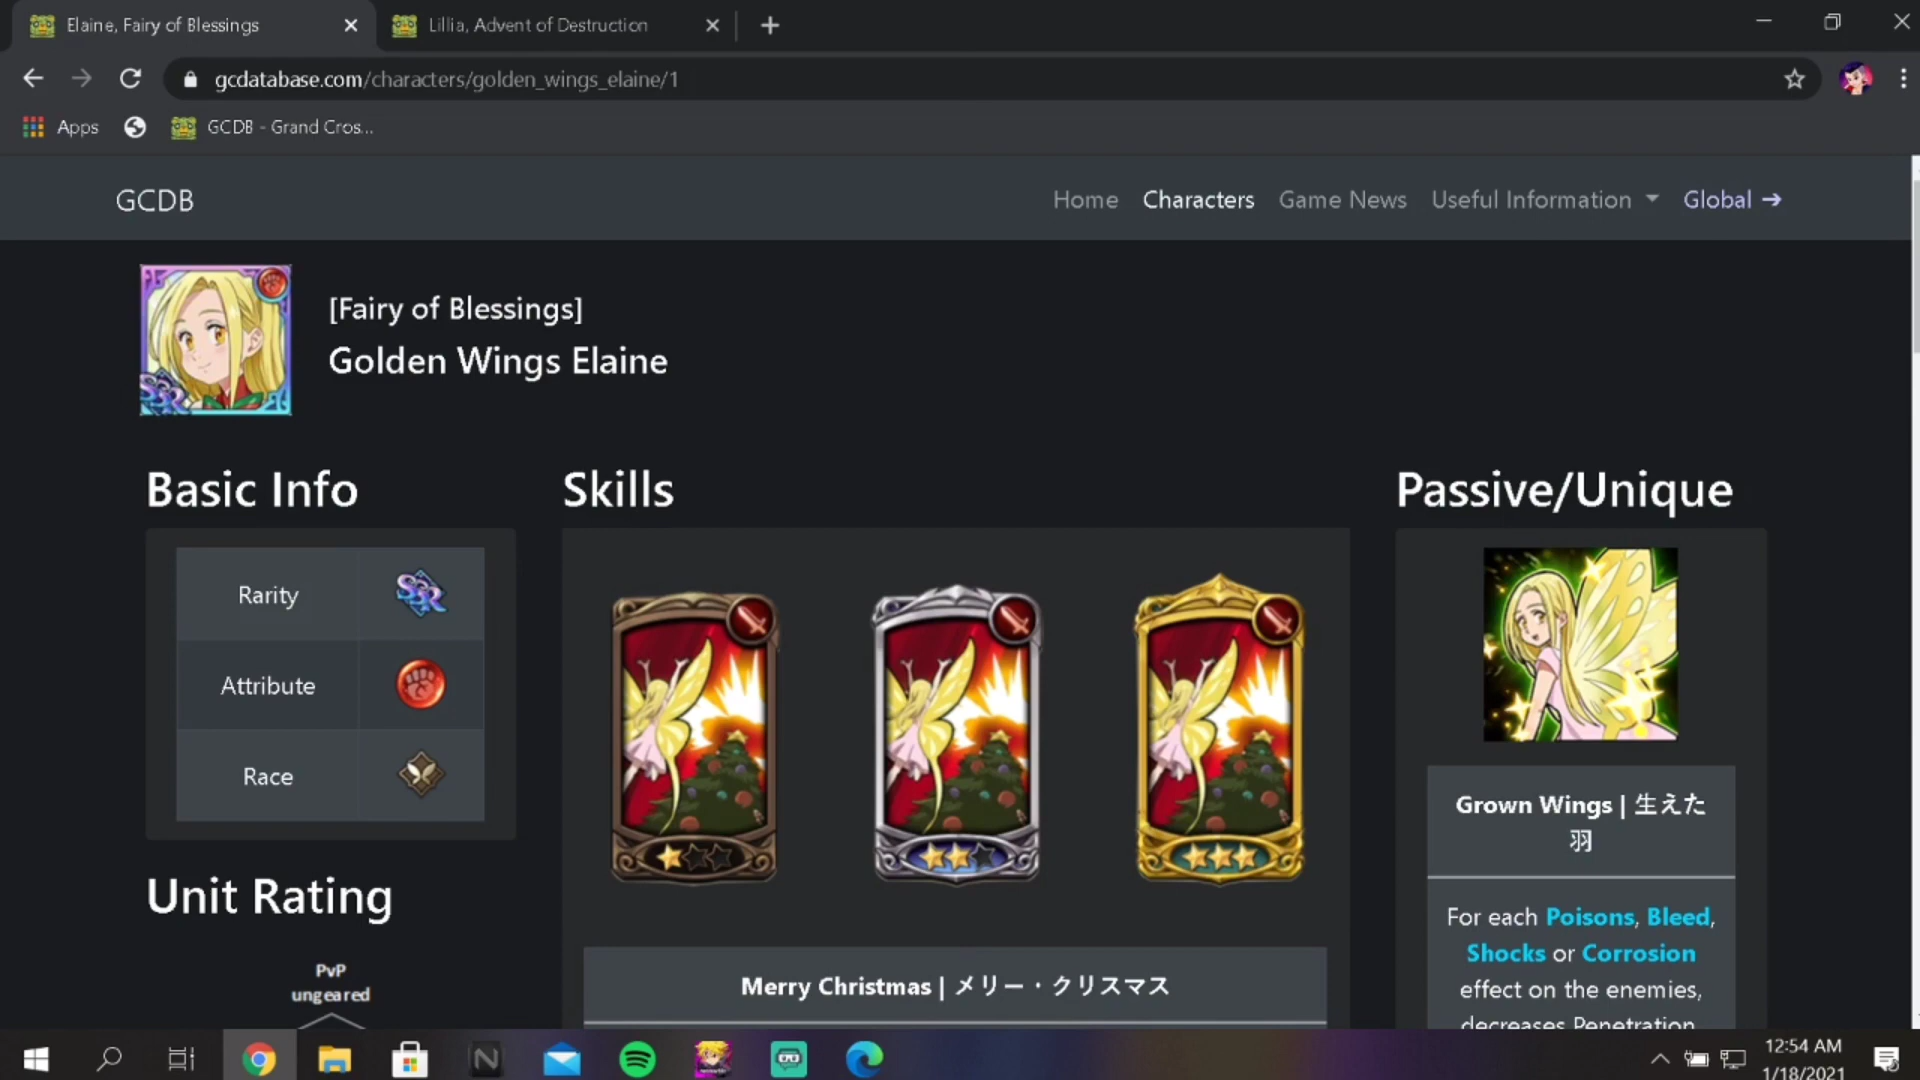 Elaine, Fairy of Blessings
Lillia, Advent of Destruction
gcdatabase.com/characters/golden_wings_elaine/1
Apps
GCDB - Grand Cros...
GCDB
Home
Characters
Game News
Useful Information
Global →
[Fairy of Blessings]
Golden Wings Elaine
SSR
Basic Info
Rarity
SSR
Attribute
Race
Unit Rating
PvP
ungeared
Skills
Merry Christmas | メリー・クリスマス
Passive/Unique
Grown Wings | 生えた
羽
For each Poisons, Bleed,
Shocks or Corrosion
effect on the enemies,
decreases Penetration
12:54 AM
1/18/2021